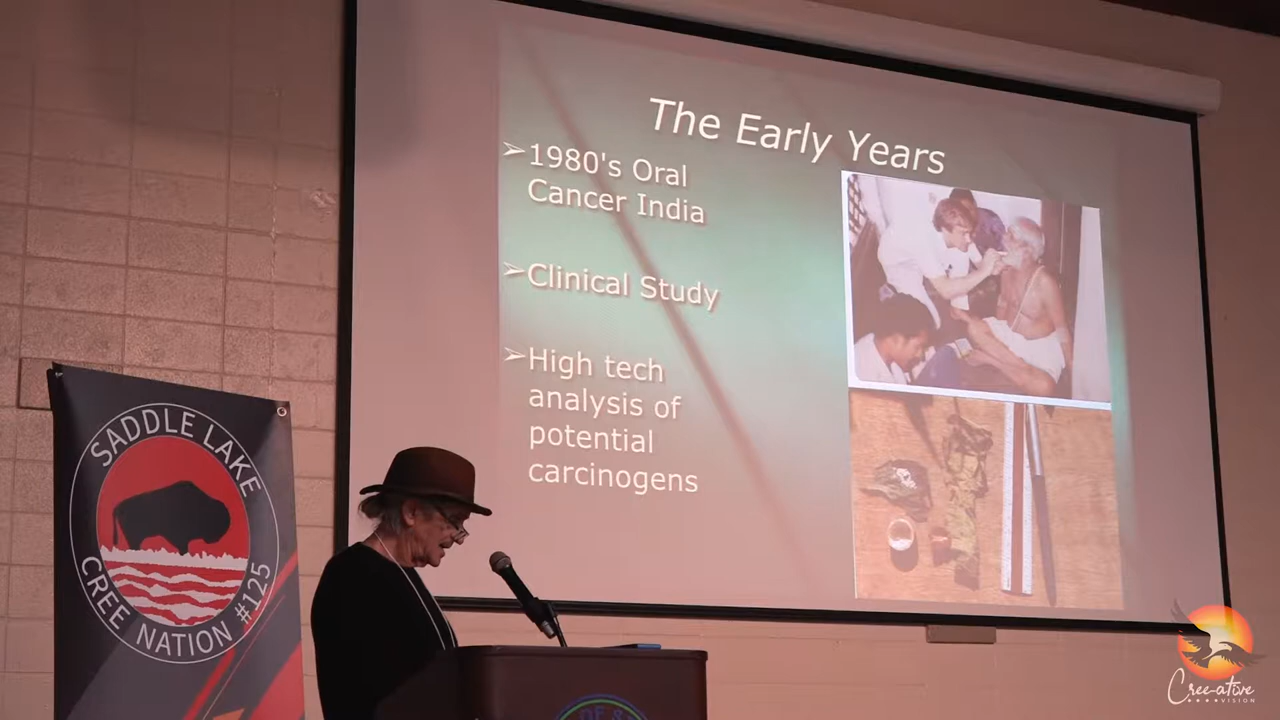 The Early Years
➢1980's Oral
Cancer India
➢Clinical Study
➢High tech
analysis of
potential
carcinogens
SADDLE LAKE
CREE NATION #125
Cree-ative
VISION